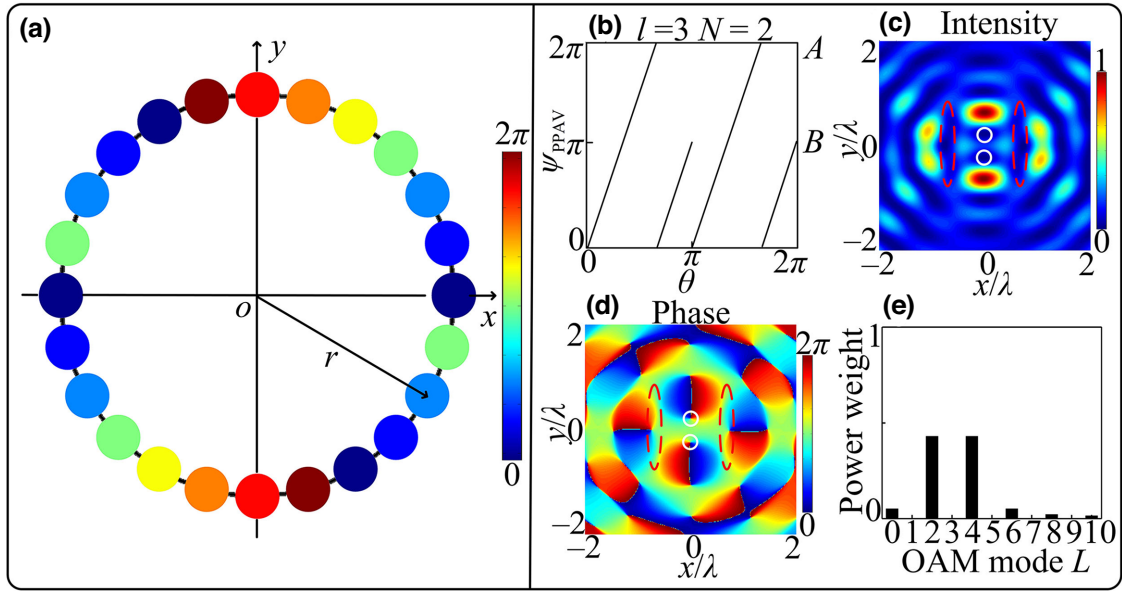 (a)
y
2π
x
o
r
0
(b)
l=3 N=2
2π
A
ψPPAV
π
B
0
0
π
2π
θ
(c) Intensity
2
1
y/λ
0
−2
0
−2
0
2
x/λ
(d) Phase
2
2π
y/λ
0
−2
0
−2
0
2
x/λ
(e)
1
Power weight
0
0 1 2 3 4 5 6 7 8 9 10
OAM mode L